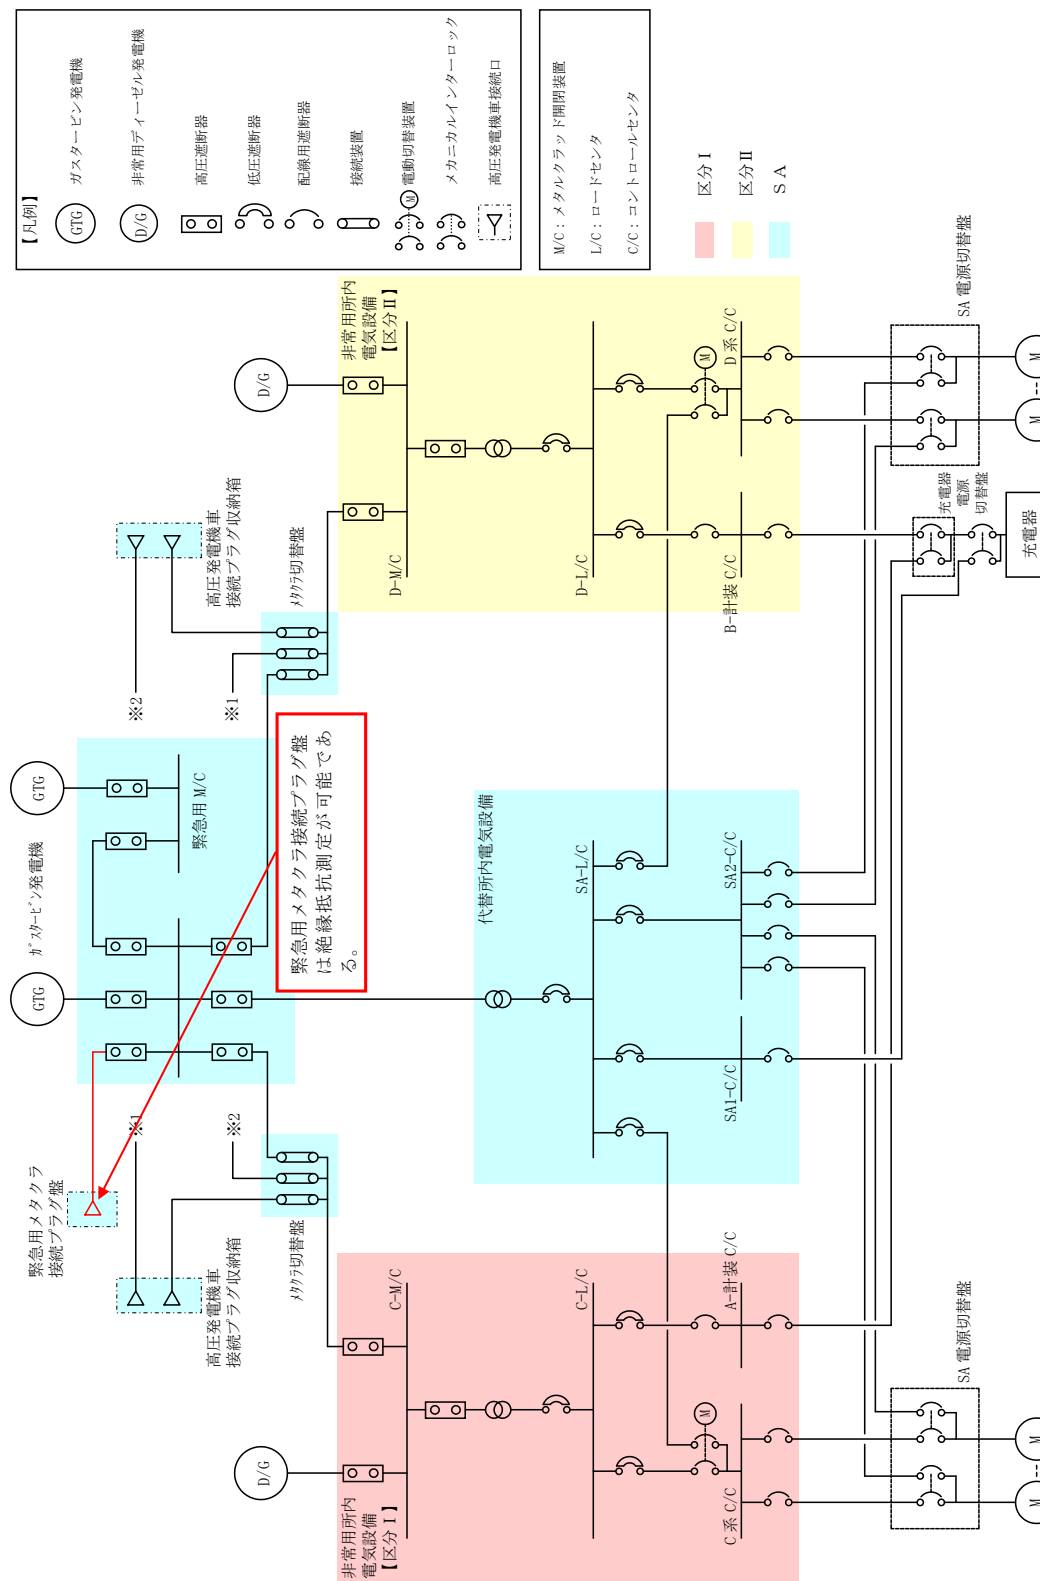 【凡例】
GTG
ガスタービン発電機
D/G
非常用ディーゼル発電機
高圧遮断器
低圧遮断器
配線用遮断器
接続装置
M
電動切替装置
メカニカルインターロック
高圧発電機車接続口
M/C：メタルクラッド開閉装置
L/C：ロードセンタ
C/C：コントロールセンタ
区分Ⅰ
区分Ⅱ
ＳＡ
緊急用メタクラ
接続プラグ盤
ｶﾞｽﾀｰﾋﾞﾝ発電機
GTG
GTG
緊急用 M/C
※1
※2
※2
※1
高圧発電機車
接続プラグ収納箱
高圧発電機車
接続プラグ収納箱
ﾒﾀｸﾗ切替盤
ﾒﾀｸﾗ切替盤
緊急用メタクラ接続プラグ盤
は絶縁抵抗測定が可能であ
る。
D/G
D/G
非常用所内
電気設備
【区分Ⅰ】
C-M/C
C-L/C
C 系 C/C
M
A-計装 C/C
代替所内電気設備
SA-L/C
SA1-C/C
SA2-C/C
非常用所内
電気設備
【区分Ⅱ】
D-M/C
D-L/C
B-計装 C/C
D 系 C/C
M
SA 電源切替盤
M
M
充電器
電源
切替盤
充電器
SA 電源切替盤
M
M